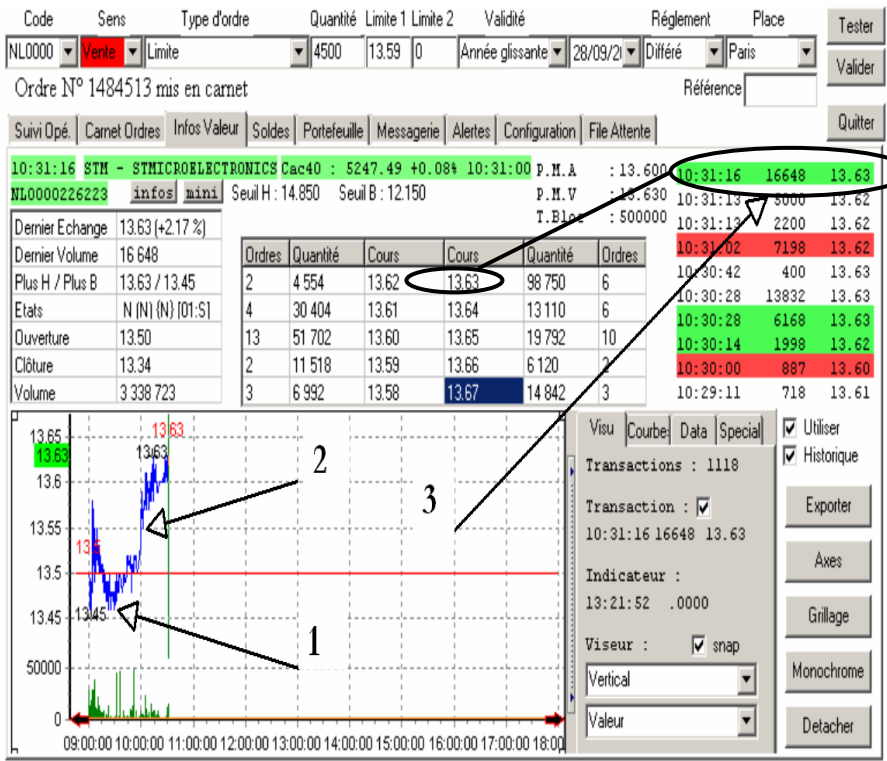 Code Sens Type d'ordre Quantité Limite 1 Limite 2 Validité Réglement Place Tester
NL0000 Vente Limite 4500 13.59 0 Année glissante 28/09/2( Différé Paris
Valider
Ordre N° 1484513 mis en carnet Référence
Suivi Opé. Carnet Ordres Infos Valeur Soldes Portefeuille Messagerie Alertes Configuration File Attente Quitter
10:31:16 STM - STMICROELECTRONICS Cac40 : 5247.49 +0.08% 10:31:00 P.M.A :13.600
NL0000226223 infos mini Seuil H : 14.850 Seuil B : 12.150 P.M.V :13.630
T.Bloc :500000
10:31:16 16648 13.63
10:31:13 5000 13.62
10:31:13 2200 13.62
10:31:02 7198 13.62
10:30:42 400 13.63
10:30:28 13832 13.63
10:30:28 6168 13.63
10:30:14 1998 13.62
10:30:00 887 13.60
10:29:11 718 13.61
Dernier Echange 13.63 (+2.17 %)
Dernier Volume 16 648
Plus H / Plus B 13.63 / 13.45
Etats N (N) {N} [01:S]
Ouverture 13.50
Clôture 13.34
Volume 3 338 723
Ordres Quantité Cours Cours Quantité Ordres
2 4 554 13.62 13.63 98 750 6
4 30 404 13.61 13.64 13 110 6
13 51 702 13.60 13.65 19 792 10
2 11 518 13.59 13.66 6 120 2
3 6 992 13.58 13.67 14 842 3
13.65
13.63
13.6
13.55
13.5
13.45
50000
0
13.63
13.63
13.5
13.45
2
1
3
09:00:00 10:00:00 11:00:00 12:00:00 13:00:00 14:00:00 15:00:00 16:00:00 17:00:00 18:00
Visu Courbe: Data Special
Transactions : 1118
Transaction :
10:31:16 16648 13.63
Indicateur :
13:21:52 .0000
Viseur : snap
Vertical
Valeur
Utiliser
Historique
Exporter
Axes
Grillage
Monochrome
Detacher